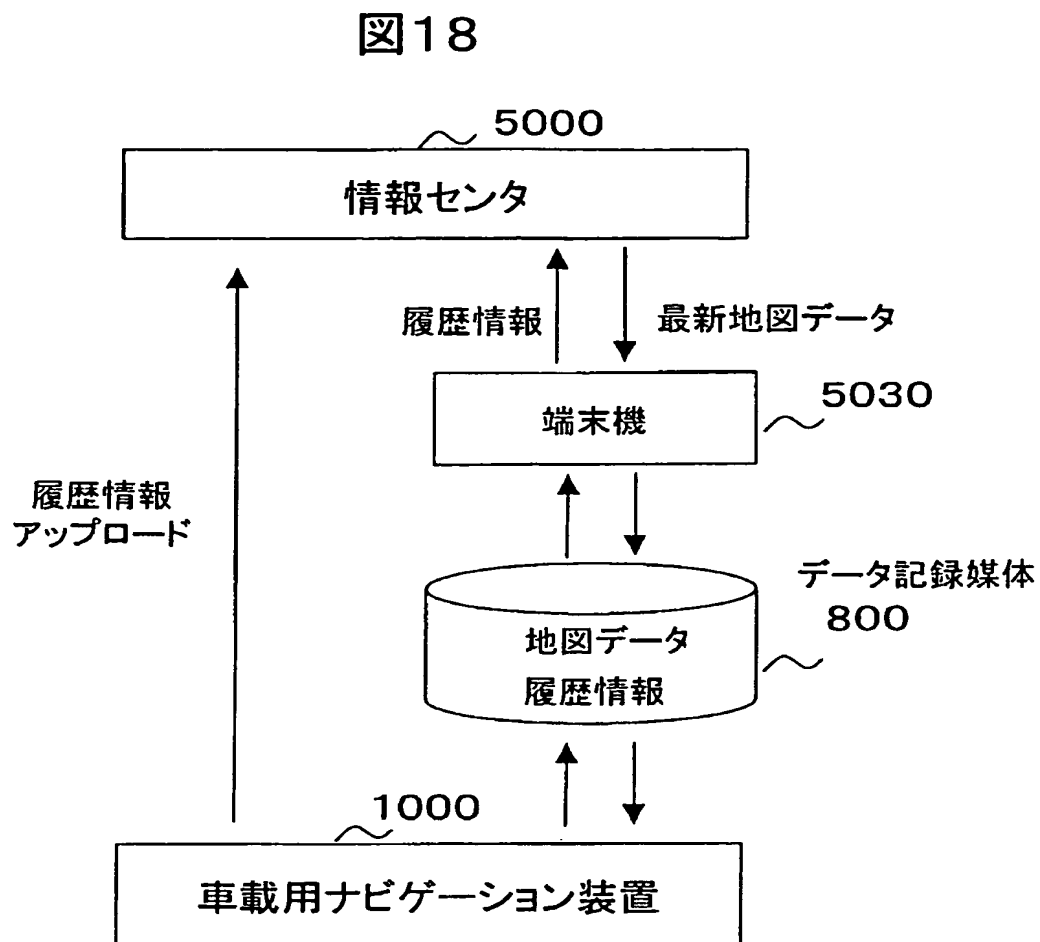 図18
5000
情報センタ
履歴情報
最新地図データ
5030
端末機
履歴情報
アップロード
データ記録媒体
800
地図データ
履歴情報
1000
車載用ナビゲーション装置